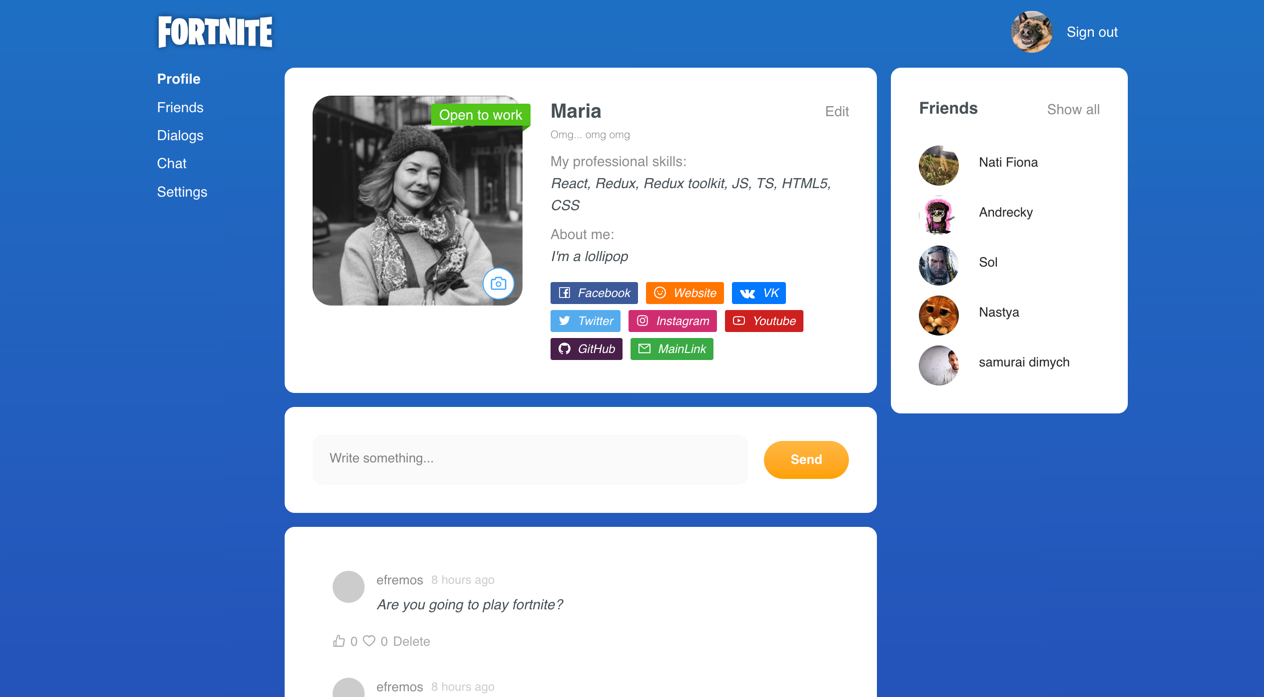 FORTNITE
Sign out
Profile
Friends
Dialogs
Chat
Settings
Open to work
Maria
Edit
Omg... omg omg
My professional skills:
React, Redux, Redux toolkit, JS, TS, HTML5,
CSS
About me:
I'm a lollipop
Facebook Website VK
Twitter Instagram Youtube
GitHub MainLink
Friends
Show all
Nati Fiona
Andrecky
Sol
Nastya
samurai dimych
Write something...
Send
efremos 8 hours ago
Are you going to play fortnite?
0 0 Delete
efremos 8 hours ago